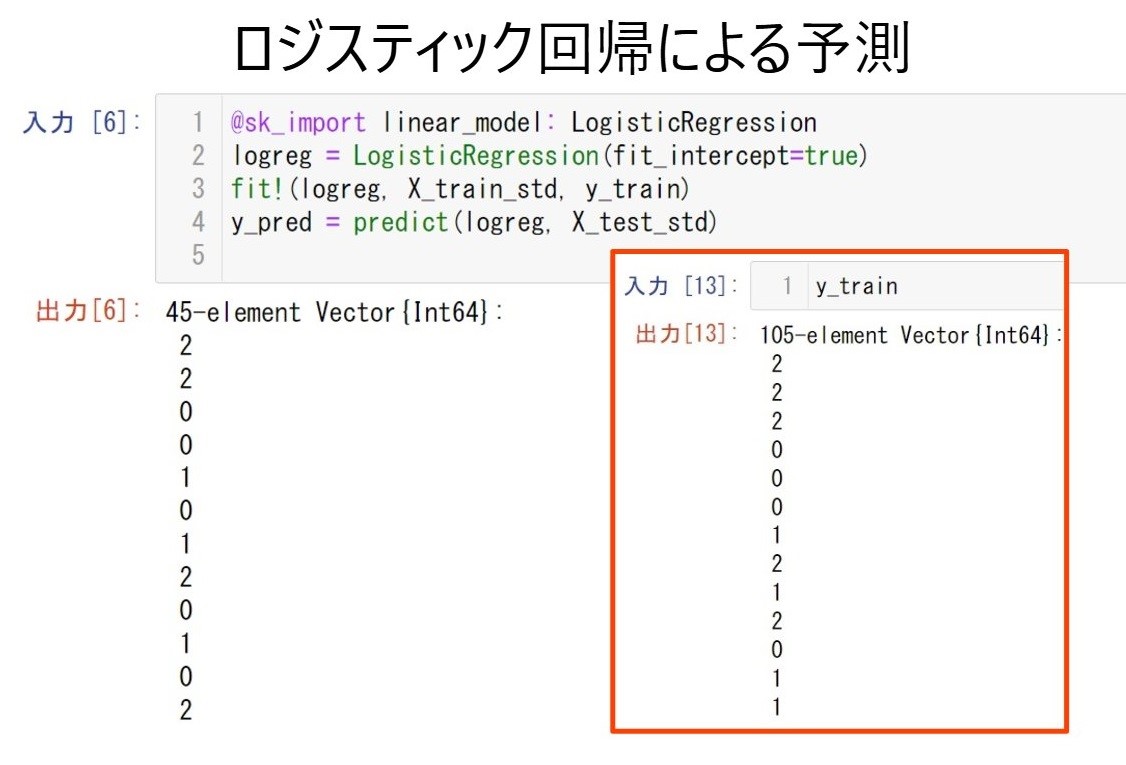 ロジスティック回帰による予測
入力 [6]:
1 @sk_import linear_model: LogisticRegression
2 logreg = LogisticRegression(fit_intercept=true)
3 fit!(logreg, X_train_std, y_train)
4 y_pred = predict(logreg, X_test_std)
5
出力[6]: 45-element Vector{Int64}:
2
2
0
0
1
0
1
2
0
1
0
2
入力 [13]: 1 y_train
出力[13]: 105-element Vector{Int64}:
2
2
2
0
0
0
1
2
1
2
0
1
1